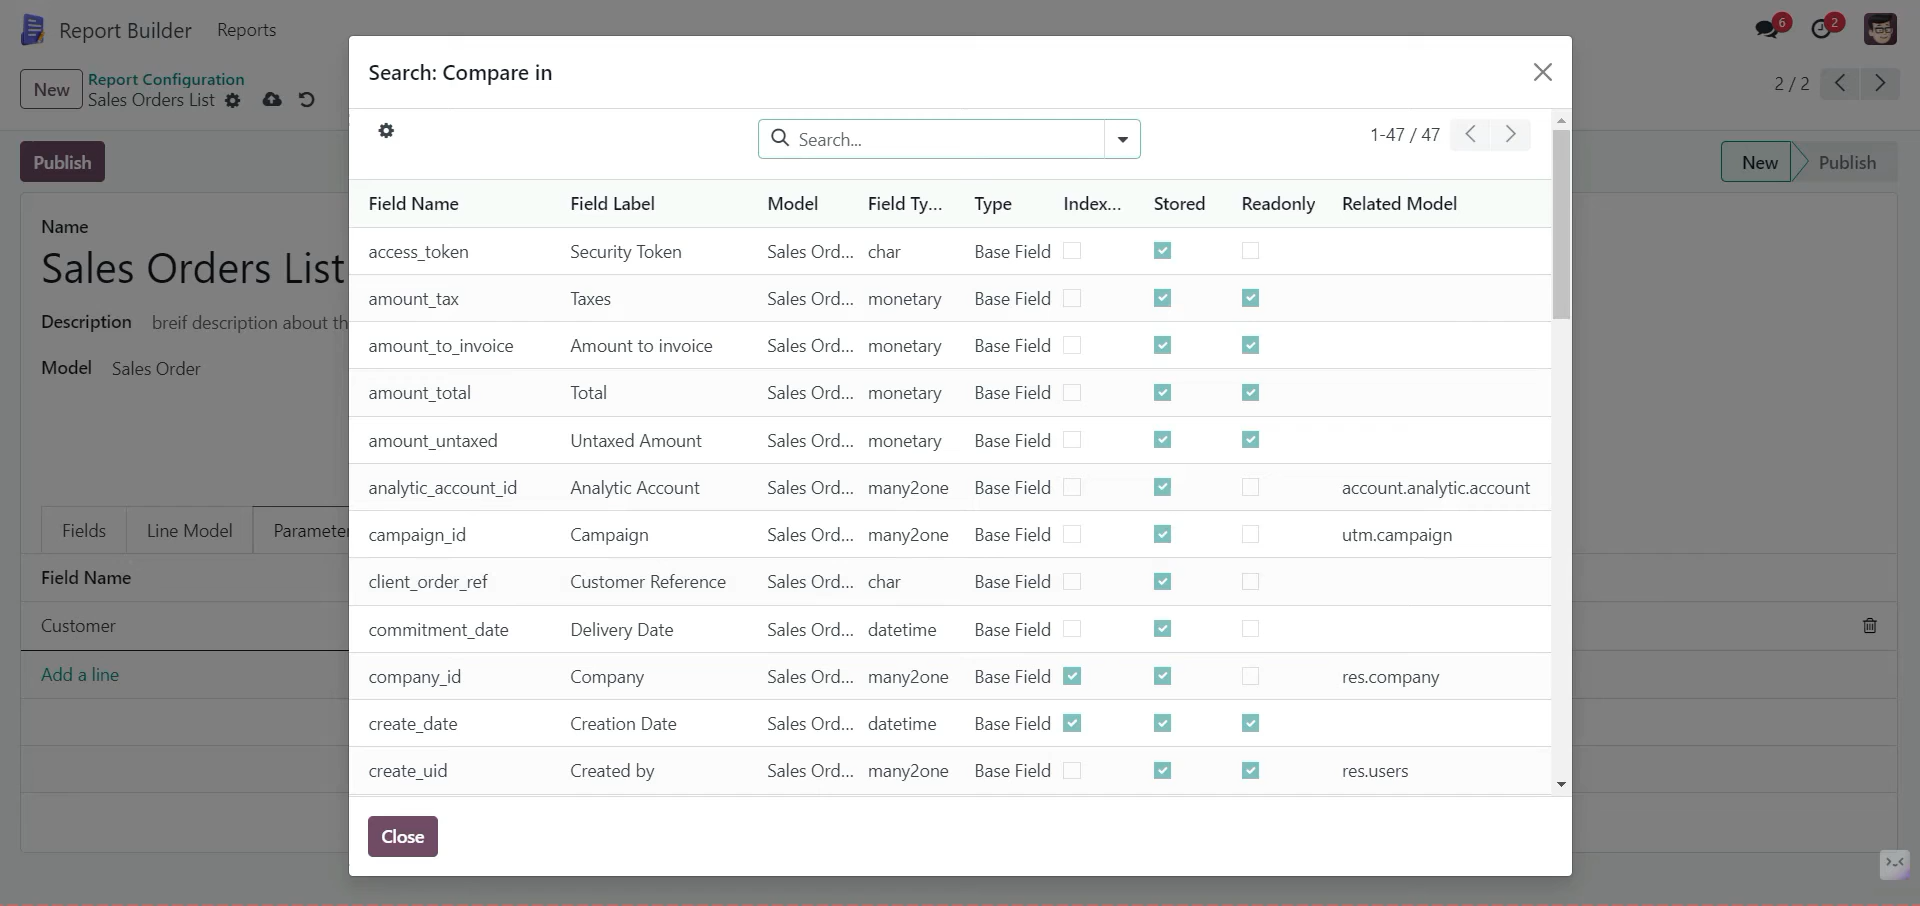 Report Builder
Reports
6
2
New
Report Configuration
Sales Orders List
2 / 2
Publish
New
Publish
Name
Sales Orders List
Description breif description about th
Model Sales Order
Fields
Line Model
Parameter
Field Name
Customer
Add a line
Search: Compare in
Search...
1-47 / 47
Field Name Field Label Model Field Ty... Type Index... Stored Readonly Related Model
access_token Security Token Sales Ord... char Base Field
amount_tax Taxes Sales Ord... monetary Base Field
amount_to_invoice Amount to invoice Sales Ord... monetary Base Field
amount_total Total Sales Ord... monetary Base Field
amount_untaxed Untaxed Amount Sales Ord... monetary Base Field
analytic_account_id Analytic Account Sales Ord... many2one Base Field account.analytic.account
campaign_id Campaign Sales Ord... many2one Base Field utm.campaign
client_order_ref Customer Reference Sales Ord... char Base Field
commitment_date Delivery Date Sales Ord... datetime Base Field
company_id Company Sales Ord... many2one Base Field res.company
create_date Creation Date Sales Ord... datetime Base Field
create_uid Created by Sales Ord... many2one Base Field res.users
Close